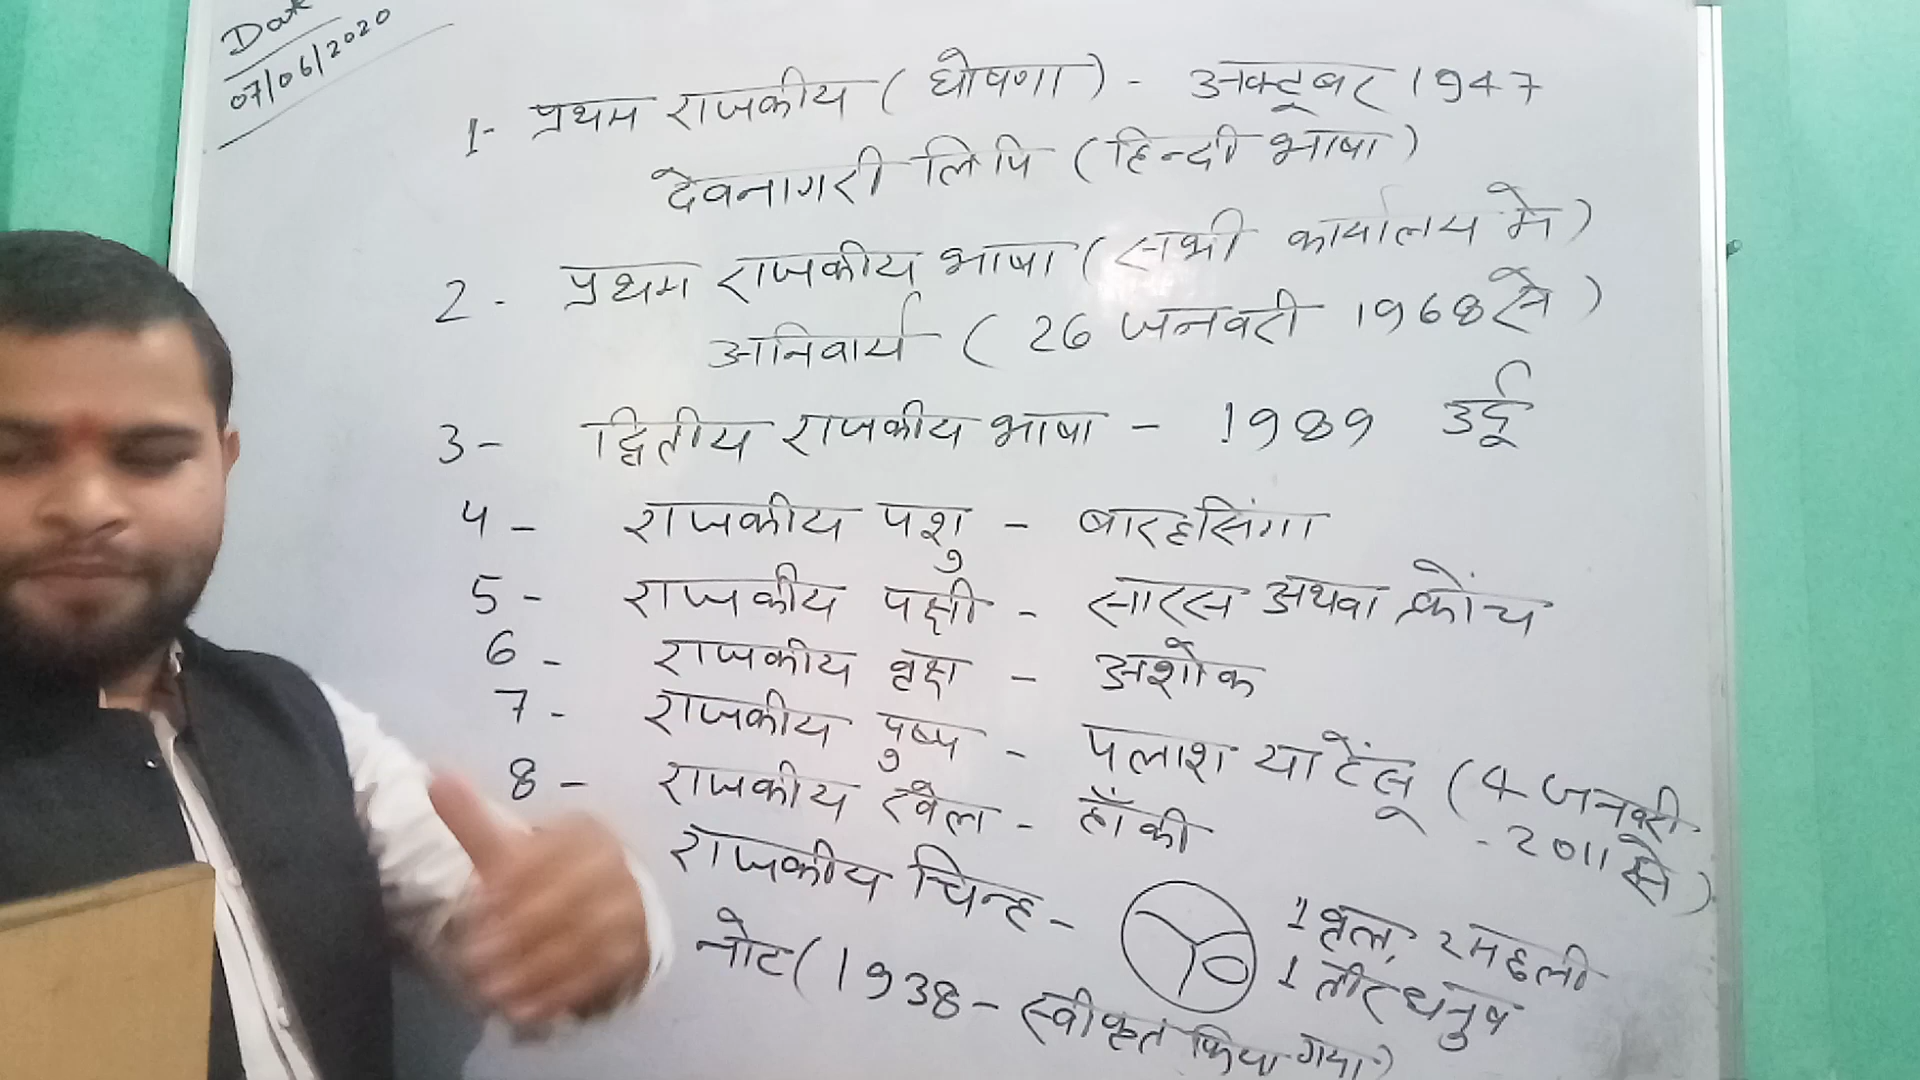 Date
07/06/2020
1- प्रथम राजकीय (घोषणा) - अक्टूबर 1947
देवनागरी लिपि (हिन्दी भाषा)
2 - प्रथम राजकीय भाषा (सभी कार्यालय मे)
अनिवार्य (26 जनवरी 1968 से)
3 - द्वितीय राजकीय भाषा - 1989 उर्दू
4 - राजकीय पशु - बारहसिंगा
5 - राजकीय पक्षी - सारस अथवा क्रोंच
6 - राजकीय वृक्ष - अशोक
7 - राजकीय पुष्प - पलाश या टेंसू (4 जनवरी
- 2011 से)
8 - राजकीय खेल - हॉकी
राजकीय चिन्ह - 1 वृत्त, 2 मछली
1 तीर धनुष
नोट (1938 - स्वीकृत किया गया)